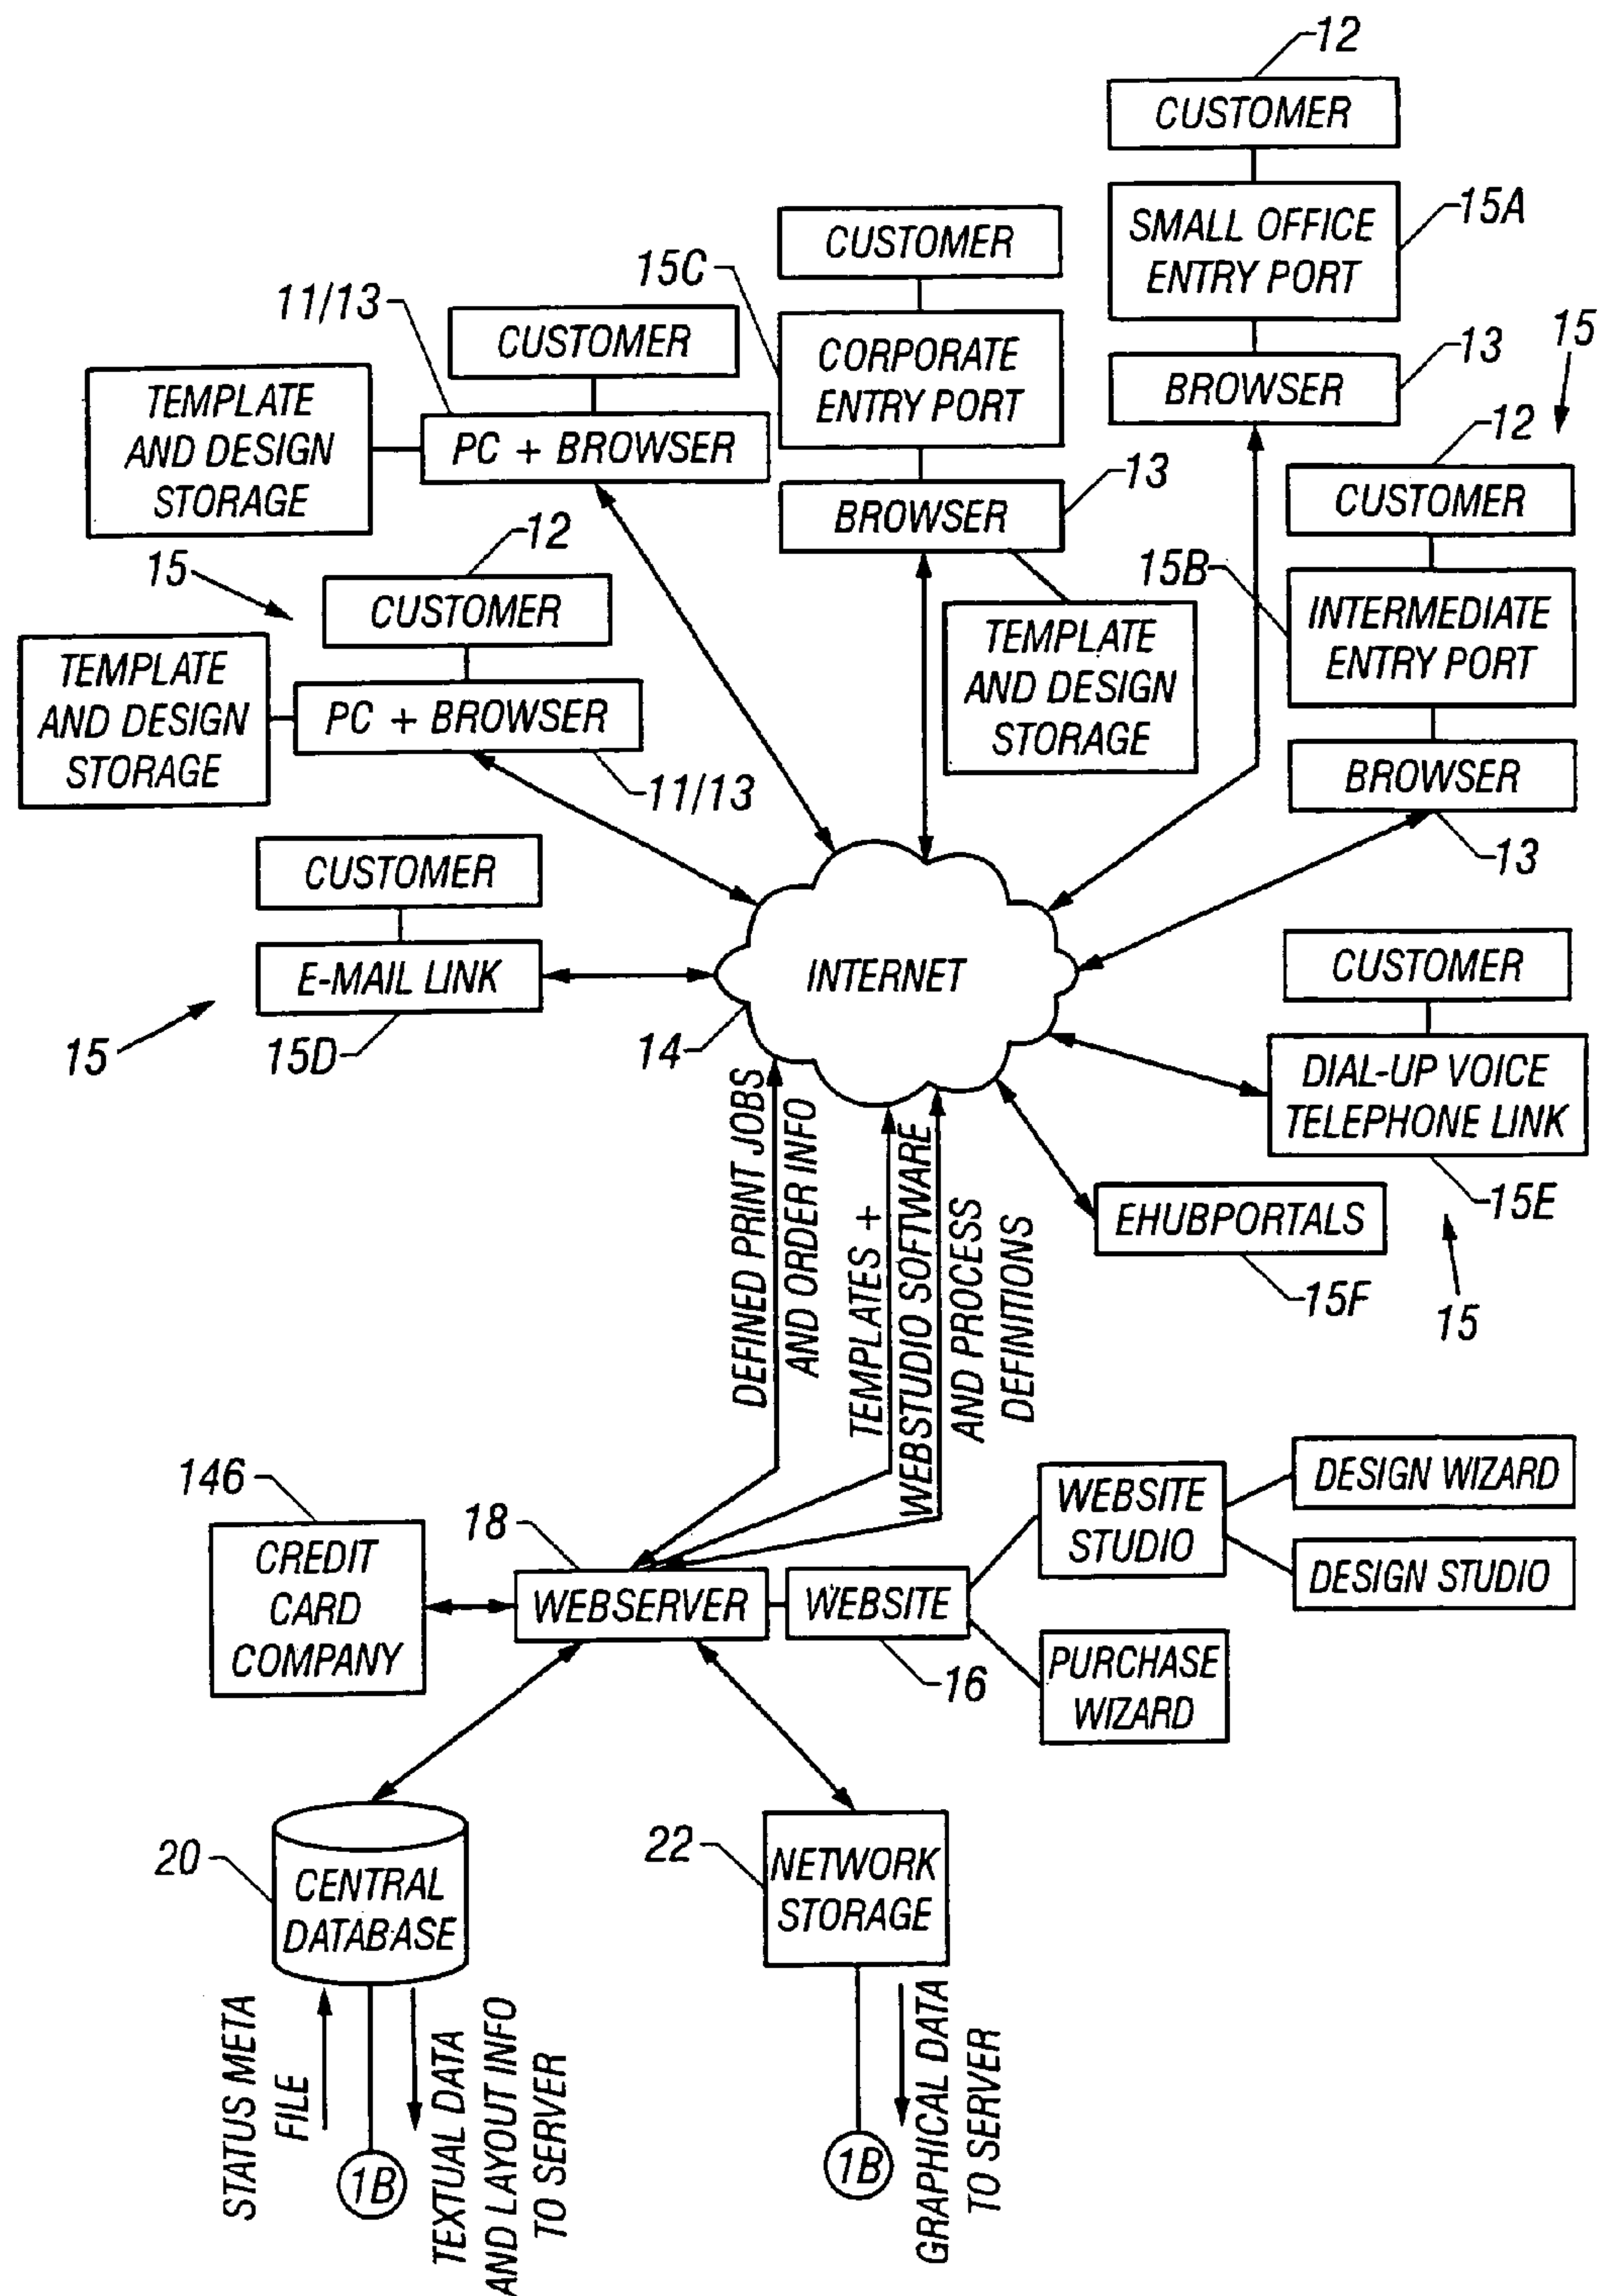 12
CUSTOMER
SMALL OFFICE
ENTRY PORT
15A
BROWSER
13
15
CUSTOMER
15C
CORPORATE
ENTRY PORT
BROWSER
13
TEMPLATE
AND DESIGN
STORAGE
11/13
CUSTOMER
PC + BROWSER
TEMPLATE
AND DESIGN
STORAGE
12
CUSTOMER
15B
INTERMEDIATE
ENTRY PORT
BROWSER
13
15
12
CUSTOMER
PC + BROWSER
11/13
TEMPLATE
AND DESIGN
STORAGE
CUSTOMER
E-MAIL LINK
15D
15
INTERNET
14
CUSTOMER
DIAL-UP VOICE
TELEPHONE LINK
15E
15
EHUBPORTALS
15F
DEFINED PRINT JOBS
AND ORDER INFO
TEMPLATES +
WEBSTUDIO SOFTWARE
AND PROCESS
DEFINITIONS
146
CREDIT
CARD
COMPANY
18
WEBSERVER
WEBSITE
16
WEBSITE
STUDIO
DESIGN WIZARD
DESIGN STUDIO
PURCHASE
WIZARD
20
CENTRAL
DATABASE
22
NETWORK
STORAGE
STATUS META
FILE
1B
TEXTUAL DATA
AND LAYOUT INFO
TO SERVER
1B
GRAPHICAL DATA
TO SERVER